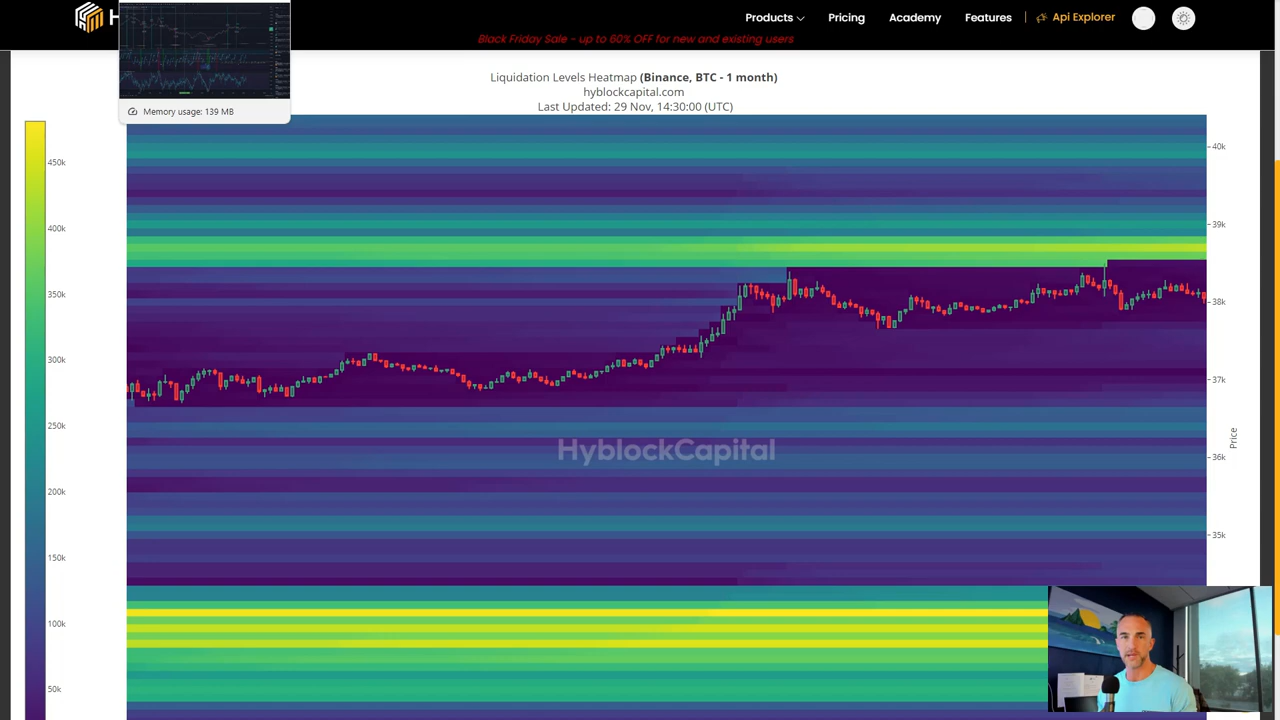 H
Products
Pricing
Academy
Features
Api Explorer
Black Friday Sale - up to 60% OFF for new and existing users
Memory usage: 139 MB
Liquidation Levels Heatmap (Binance, BTC - 1 month)
hyblockcapital.com
Last Updated: 29 Nov, 14:30:00 (UTC)
450k
400k
350k
300k
250k
200k
150k
100k
50k
40k
39k
38k
37k
36k
35k
Price
HyblockCapital